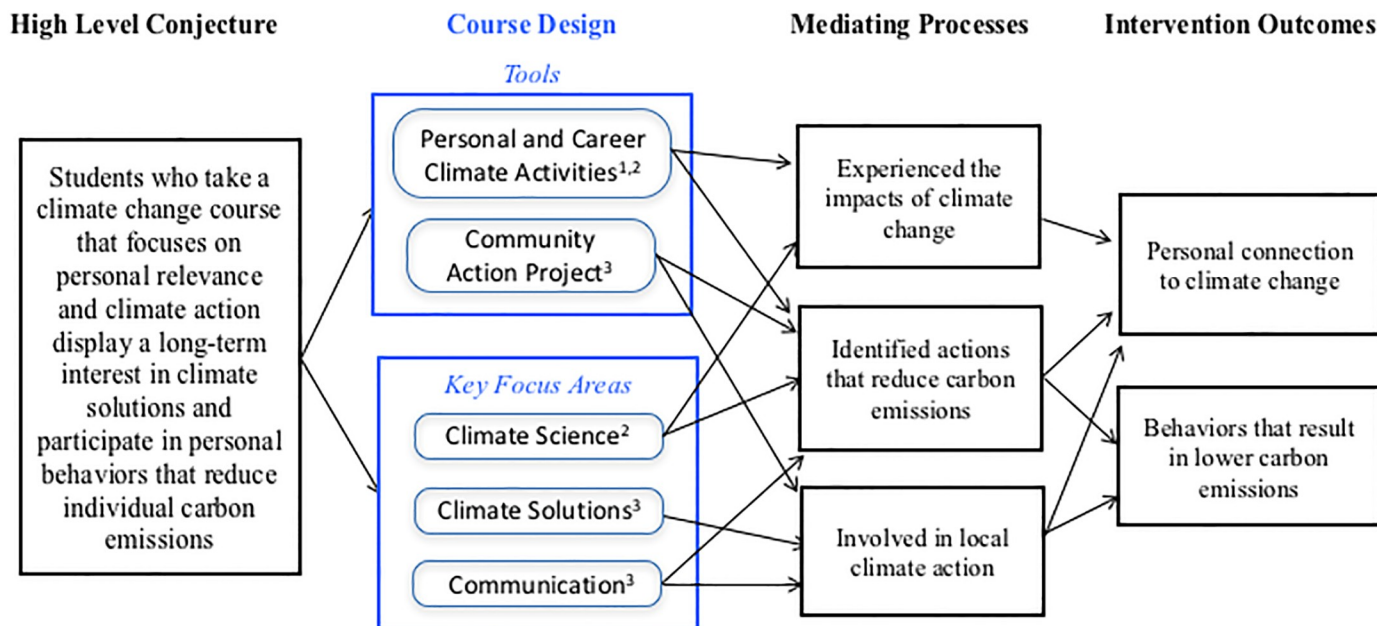 High Level Conjecture
Course Design
Mediating Processes
Intervention Outcomes
Students who take a
climate change course
that focuses on
personal relevance
and climate action
display a long-term
interest in climate
solutions and
participate in personal
behaviors that reduce
individual carbon
emissions
Tools
Personal and Career
Climate Activities¹,²
Community
Action Project³
Key Focus Areas
Climate Science²
Climate Solutions³
Communication³
Experienced the
impacts of climate
change
Identified actions
that reduce carbon
emissions
Involved in local
climate action
Personal connection
to climate change
Behaviors that result
in lower carbon
emissions